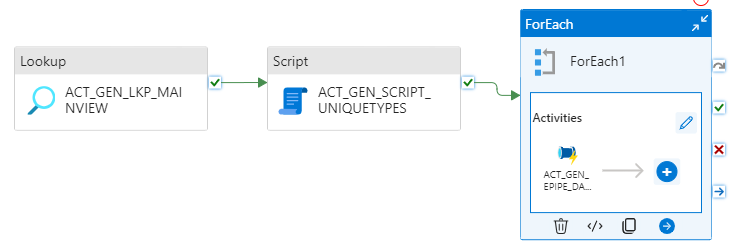 Lookup
ACT_GEN_LKP_MAI
NVIEW
Script
ACT_GEN_SCRIPT_
UNIQUETYPES
ForEach
ForEach1
Activities
ACT_GEN_
EPIPE_DA...